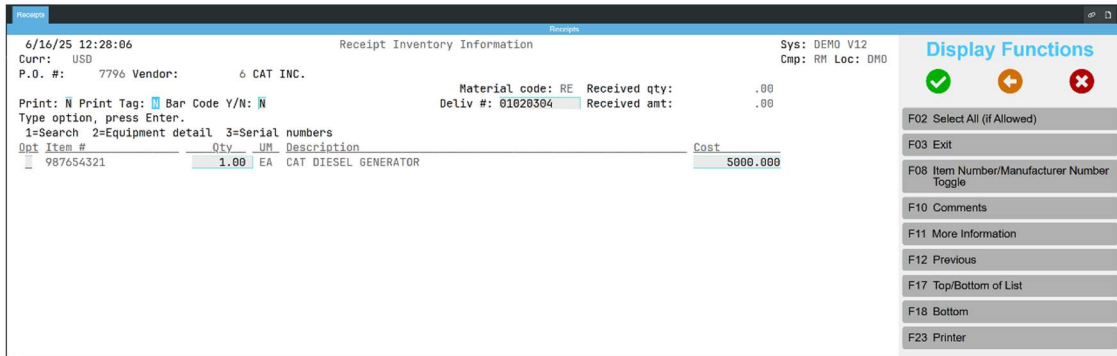 Receipts
Receipts
6/16/25 12:28:06 Receipt Inventory Information Sys: DEMO V12
Curr: USD Cmp: RM Loc: DMO
P.O. #: 7796 Vendor: 6 CAT INC.
Material code: RE Received qty: .00
Print: N Print Tag: N Bar Code Y/N: N Deliv #: 01020304 Received amt: .00
Type option, press Enter.
1=Search 2=Equipment detail 3=Serial numbers
Opt Item # Qty UM Description Cost
987654321 1.00 EA CAT DIESEL GENERATOR 5000.000
Display Functions
F02 Select All (if Allowed)
F03 Exit
F08 Item Number/Manufacturer Number
Toggle
F10 Comments
F11 More Information
F12 Previous
F17 Top/Bottom of List
F18 Bottom
F23 Printer